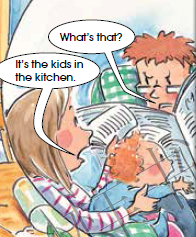 What's that?
It's the kids in
the kitchen.